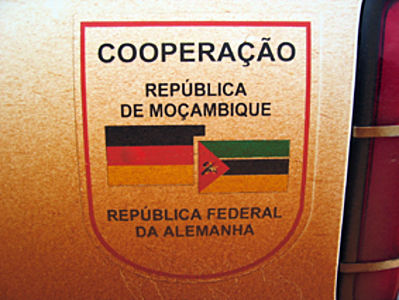 COOPERAÇÃO
REPÚBLICA
DE MOÇAMBIQUE
REPÚBLICA FEDERAL
DA ALEMANHA